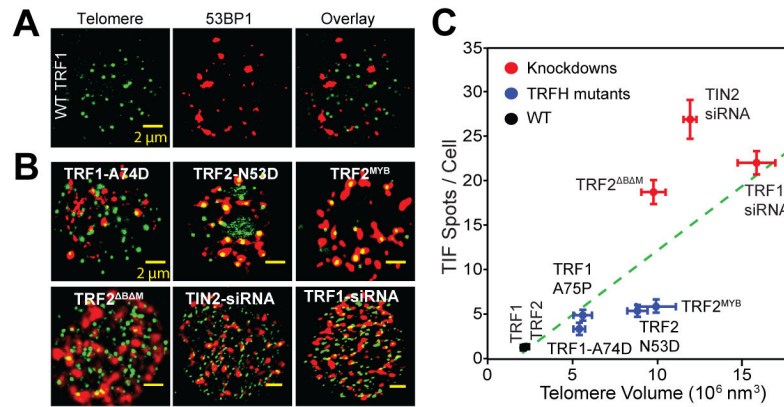 A
Telomere 53BP1 Overlay
WT TRF1
2 µm
B
TRF1-A74D TRF2-N53D TRF2ᴹʸᴮ
2 µm
TRF2ΔBΔM TIN2-siRNA TRF1-siRNA
C
35
30
25
20
15
10
5
0
TIF Spots / Cell
Knockdowns
TRFH mutants
WT
TIN2
siRNA
TRF2ΔBΔM
TRF1
siRNA
TRF1
A75P
TRF1
TRF2
TRF2MYB
TRF1-A74D
TRF2
N53D
0 5 10 15
Telomere Volume (10⁶ nm³)